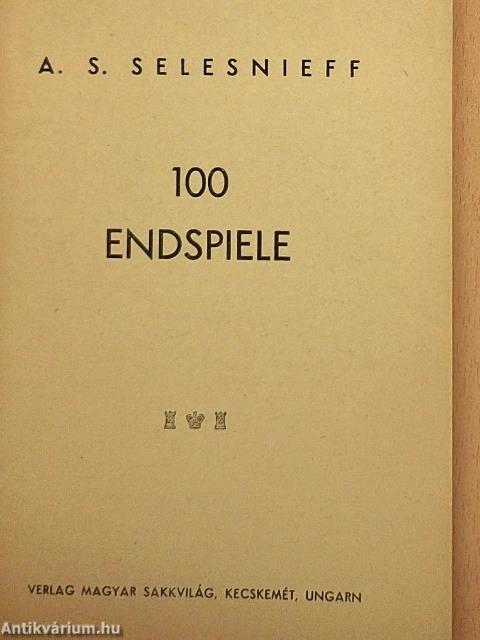 A. S. SELESNIEFF
100
ENDSPIELE
VERLAG MAGYAR SAKKVILÁG, KECSKEMÉT, UNGARN
Antikvárium.hu